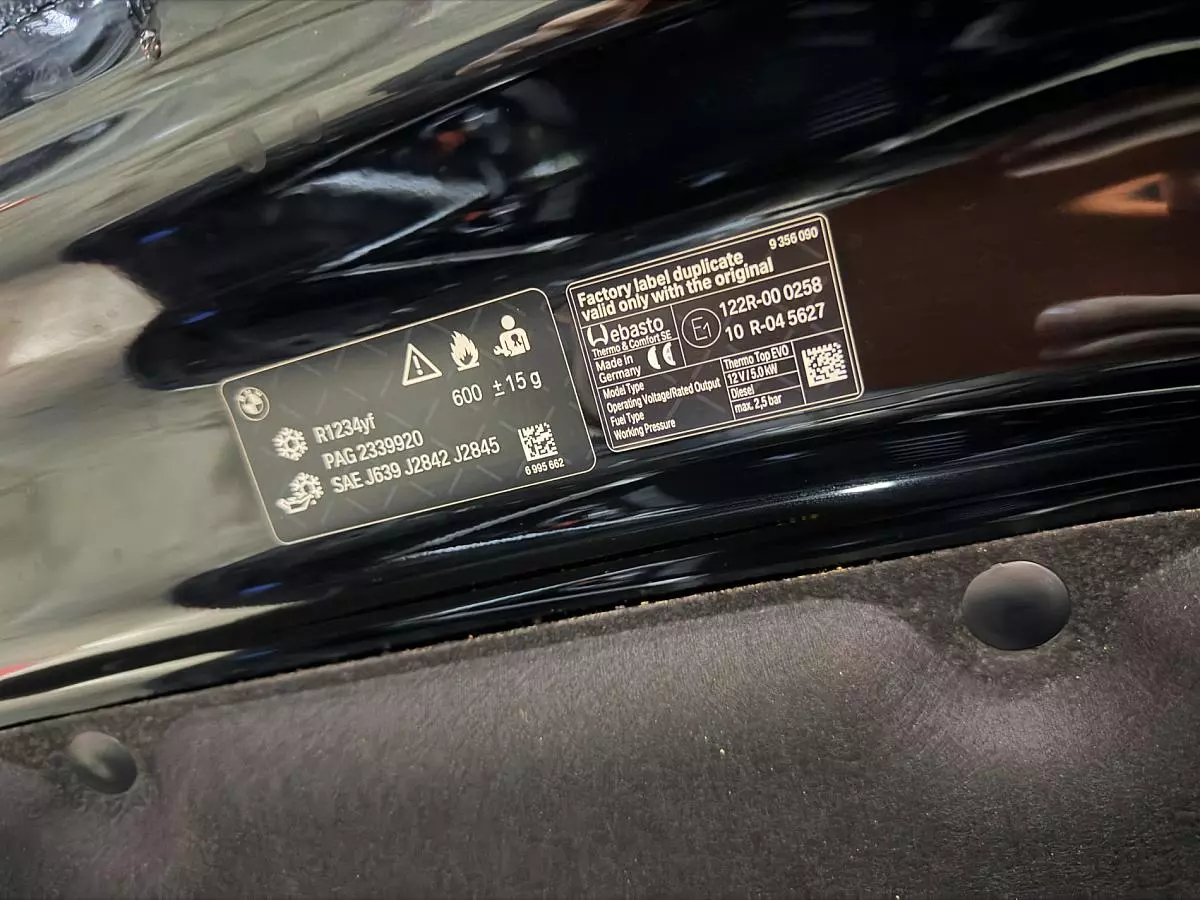 600 ± 15 g
R1234yf
PAG 2339920
SAE J639 J2842 J2845
6 995 662
9 356 090
Factory label duplicate
valid only with the original
Webasto
Thermo & Comfort SE
Made in
Germany
E1
122R-00 0258
10 R-04 5627
Model Type Thermo Top EVO
Operating Voltage/Rated Output 12 V / 5.0 kW
Fuel Type Diesel
Working Pressure max. 2,5 bar